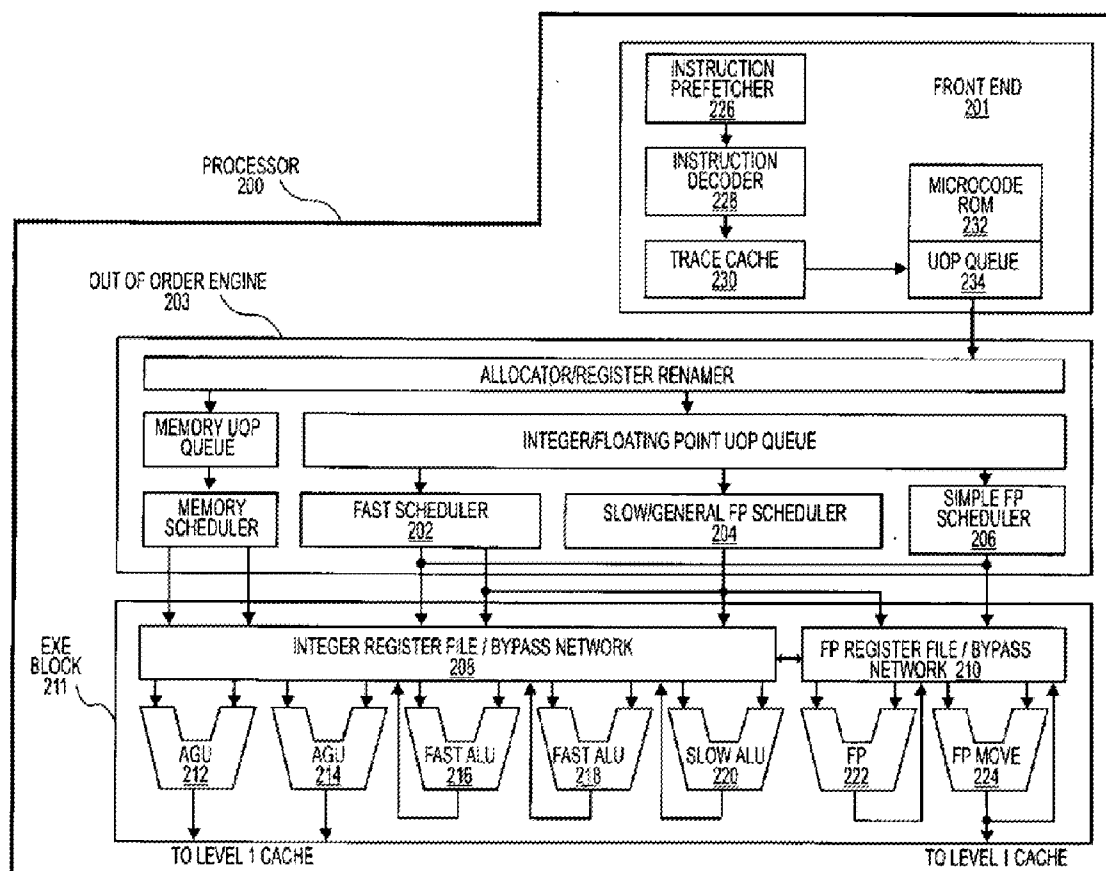 INSTRUCTION
PREFETCHER
226
FRONT END
201
PROCESSOR
200
INSTRUCTION
DECODER
228
MICROCODE
ROM
232
TRACE CACHE
230
UOP QUEUE
234
OUT OF ORDER ENGINE
203
ALLOCATOR/REGISTER RENAMER
MEMORY UOP
QUEUE
INTEGER/FLOATING POINT UOP QUEUE
MEMORY
SCHEDULER
FAST SCHEDULER
202
SLOW/GENERAL FP SCHEDULER
204
SIMPLE FP
SCHEDULER
206
EXE
BLOCK
211
INTEGER REGISTER FILE / BYPASS NETWORK
208
FP REGISTER FILE / BYPASS
NETWORK 210
AGU
212
AGU
214
FAST ALU
216
FAST ALU
218
SLOW ALU
220
FP
222
FP MOVE
224
TO LEVEL 1 CACHE
TO LEVEL 1 CACHE